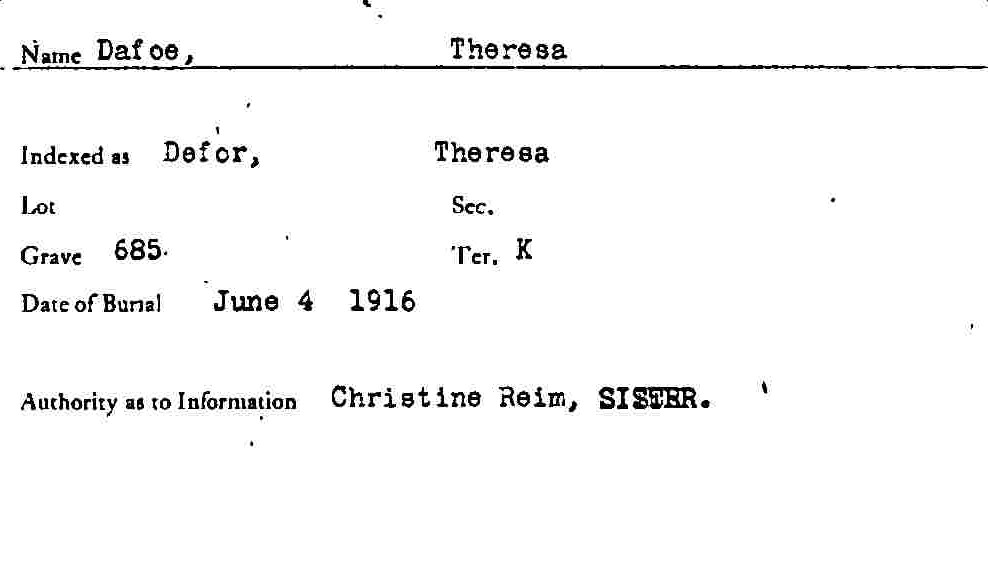 Name Dafoe, Theresa
Indexed as Defor, Theresa
Lot Sec.
Grave 685 Ter. K
Date of Burial June 4 1916
Authority as to Information Christine Reim, SISTER.